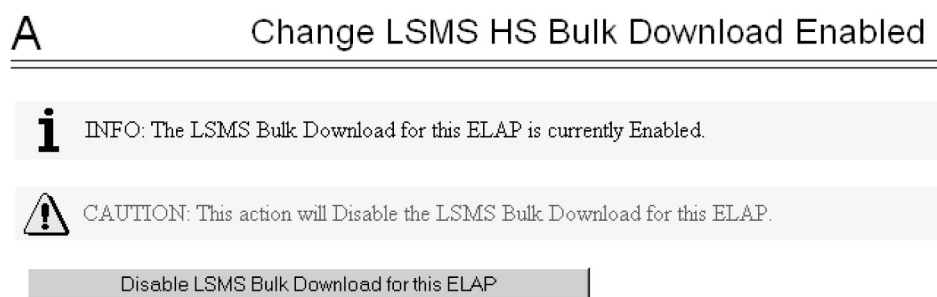 A
Change LSMS HS Bulk Download Enabled
i
INFO: The LSMS Bulk Download for this ELAP is currently Enabled.
CAUTION: This action will Disable the LSMS Bulk Download for this ELAP.
Disable LSMS Bulk Download for this ELAP